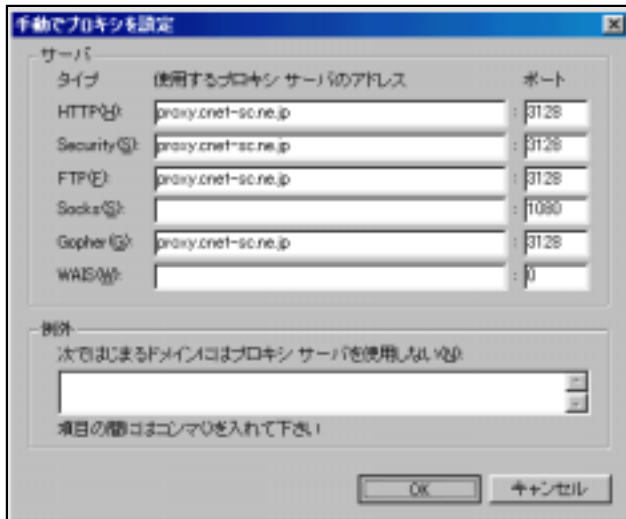 手動でプロキシを設定
サーバ
タイプ 使用するプロキシ サーバのアドレス ポート
HTTP(H): proxy.cnet-sc.ne.jp : 3128
Security(S): proxy.cnet-sc.ne.jp : 3128
FTP(F): proxy.cnet-sc.ne.jp : 3128
Socks(S): : 1080
Gopher(G): proxy.cnet-sc.ne.jp : 3128
WAIS(W): : 0
例外
次ではじまるドメインにはプロキシ サーバを使用しない(N):
項目の間にはコンマ(,)を入れて下さい
OK キャンセル